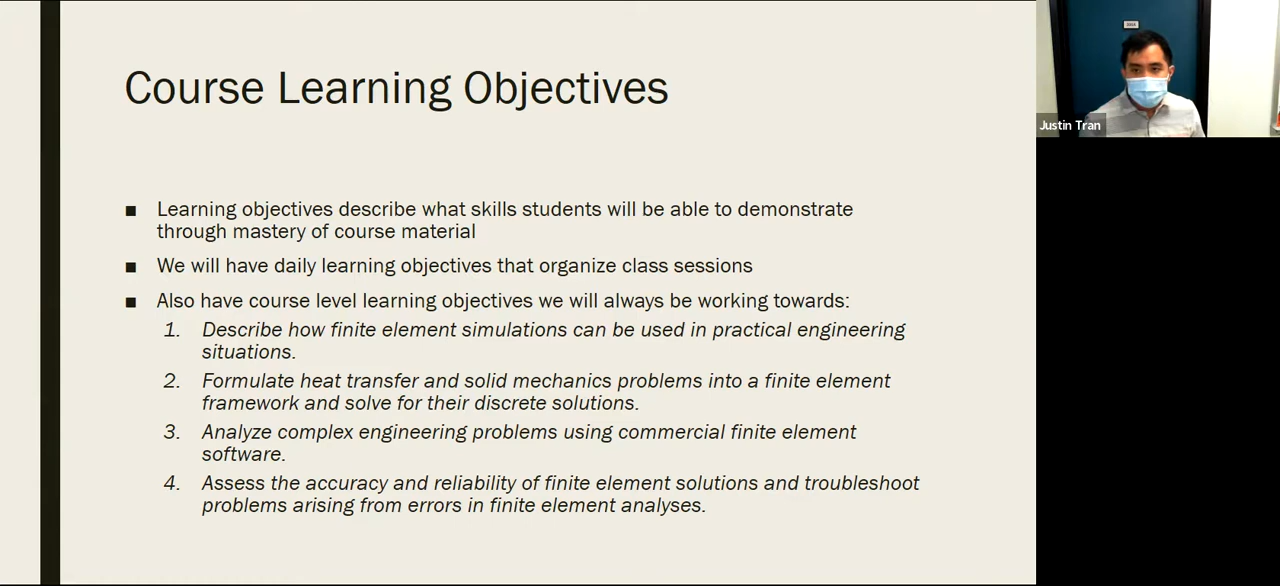 Course Learning Objectives
■ Learning objectives describe what skills students will be able to demonstrate
through mastery of course material
■ We will have daily learning objectives that organize class sessions
■ Also have course level learning objectives we will always be working towards:
1. Describe how finite element simulations can be used in practical engineering
situations.
2. Formulate heat transfer and solid mechanics problems into a finite element
framework and solve for their discrete solutions.
3. Analyze complex engineering problems using commercial finite element
software.
4. Assess the accuracy and reliability of finite element solutions and troubleshoot
problems arising from errors in finite element analyses.
Justin Tran